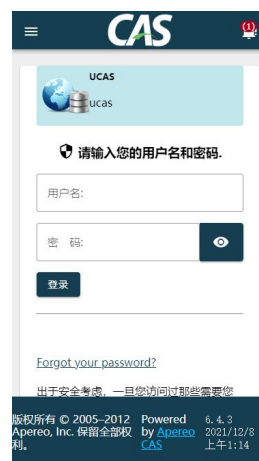 CAS
(1)
UCAS
ucas
请输入您的用户名和密码.
用户名:
密 码:
登录
Forgot your password?
出于安全考虑，一旦您访问过那些需要您
版权所有 © 2005–2012 Apereo, Inc. 保留全部权利。
Powered by Apereo CAS
6.4.3
2021/12/8
上午1:14